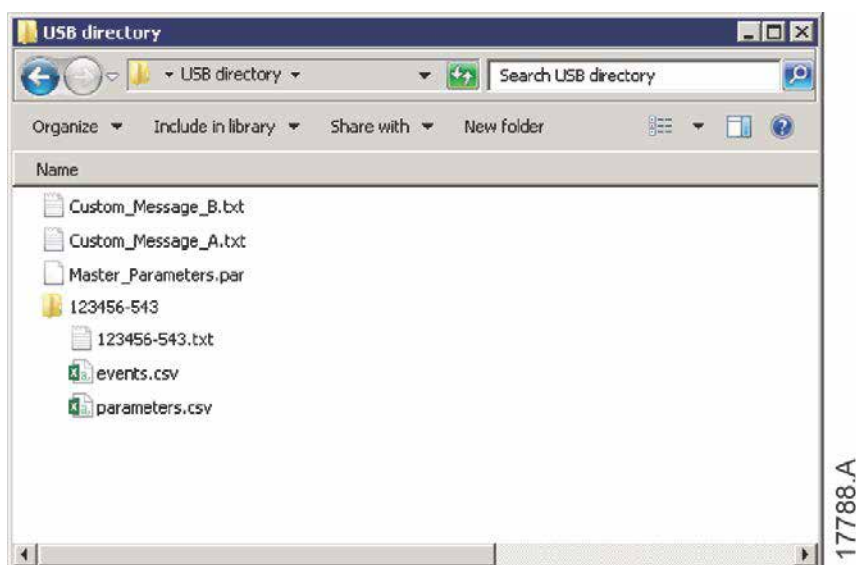 USB directory
USB directory
Search USB directory
Organize Include in library Share with New folder
Name
Custom_Message_B.txt
Custom_Message_A.txt
Master_Parameters.par
123456-543
123456-543.txt
events.csv
parameters.csv
17788.A